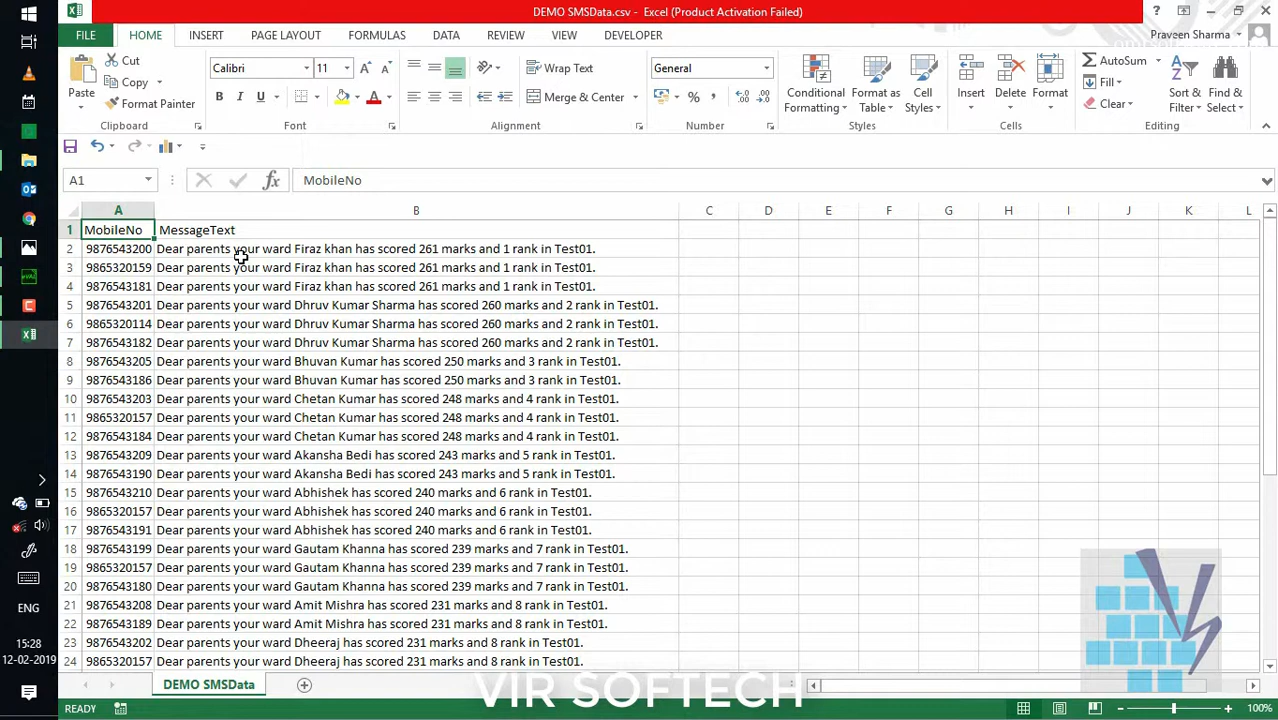 DEMO SMSData.csv - Excel (Product Activation Failed)
FILE HOME INSERT PAGE LAYOUT FORMULAS DATA REVIEW VIEW DEVELOPER Praveen Sharma
Paste
Cut
Copy
Format Painter
Clipboard
Calibri 11
B I U
Font
Wrap Text
Merge & Center
Alignment
General
Number
Conditional Formatting
Format as Table
Cell Styles
Styles
Insert
Delete
Format
Cells
AutoSum
Fill
Clear
Sort & Filter
Find & Select
Editing
A1 MobileNo
A B C D E F G H I J K L
1 MobileNo MessageText
2 9876543200 Dear parents your ward Firaz khan has scored 261 marks and 1 rank in Test01.
3 9865320159 Dear parents your ward Firaz khan has scored 261 marks and 1 rank in Test01.
4 9876543181 Dear parents your ward Firaz khan has scored 261 marks and 1 rank in Test01.
5 9876543201 Dear parents your ward Dhruv Kumar Sharma has scored 260 marks and 2 rank in Test01.
6 9865320114 Dear parents your ward Dhruv Kumar Sharma has scored 260 marks and 2 rank in Test01.
7 9876543182 Dear parents your ward Dhruv Kumar Sharma has scored 260 marks and 2 rank in Test01.
8 9876543205 Dear parents your ward Bhuvan Kumar has scored 250 marks and 3 rank in Test01.
9 9876543186 Dear parents your ward Bhuvan Kumar has scored 250 marks and 3 rank in Test01.
10 9876543203 Dear parents your ward Chetan Kumar has scored 248 marks and 4 rank in Test01.
11 9865320157 Dear parents your ward Chetan Kumar has scored 248 marks and 4 rank in Test01.
12 9876543184 Dear parents your ward Chetan Kumar has scored 248 marks and 4 rank in Test01.
13 9876543209 Dear parents your ward Akansha Bedi has scored 243 marks and 5 rank in Test01.
14 9876543190 Dear parents your ward Akansha Bedi has scored 243 marks and 5 rank in Test01.
15 9876543210 Dear parents your ward Abhishek has scored 240 marks and 6 rank in Test01.
16 9865320157 Dear parents your ward Abhishek has scored 240 marks and 6 rank in Test01.
17 9876543191 Dear parents your ward Abhishek has scored 240 marks and 6 rank in Test01.
18 9876543199 Dear parents your ward Gautam Khanna has scored 239 marks and 7 rank in Test01.
19 9865320157 Dear parents your ward Gautam Khanna has scored 239 marks and 7 rank in Test01.
20 9876543180 Dear parents your ward Gautam Khanna has scored 239 marks and 7 rank in Test01.
21 9876543208 Dear parents your ward Amit Mishra has scored 231 marks and 8 rank in Test01.
22 9876543189 Dear parents your ward Amit Mishra has scored 231 marks and 8 rank in Test01.
23 9876543202 Dear parents your ward Dheeraj has scored 231 marks and 8 rank in Test01.
24 9865320157 Dear parents your ward Dheeraj has scored 231 marks and 8 rank in Test01.
ENG
15:28
12-02-2019
DEMO SMSData
VIR SOFTECH
READY 100%